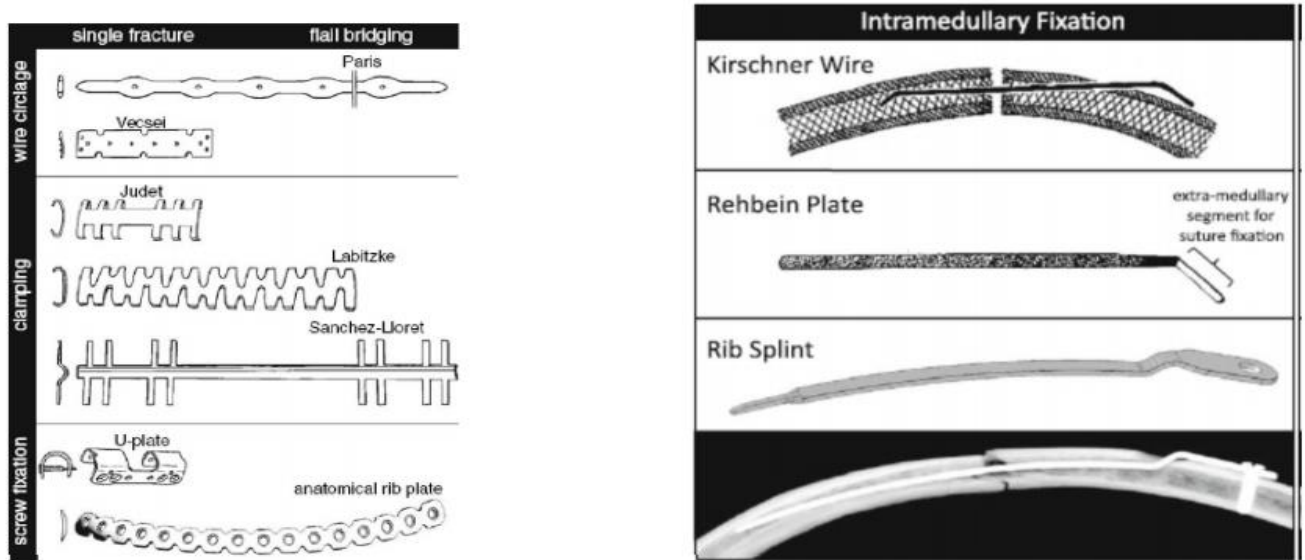 single fracture
flail bridging
wire circlage
Paris
Vecsei
clamping
Judet
Labitzke
Sanchez-Lloret
screw fixation
U-plate
anatomical rib plate
Intramedullary Fixation
Kirschner Wire
Rehbein Plate
extra-medullary
segment for
suture fixation
Rib Splint